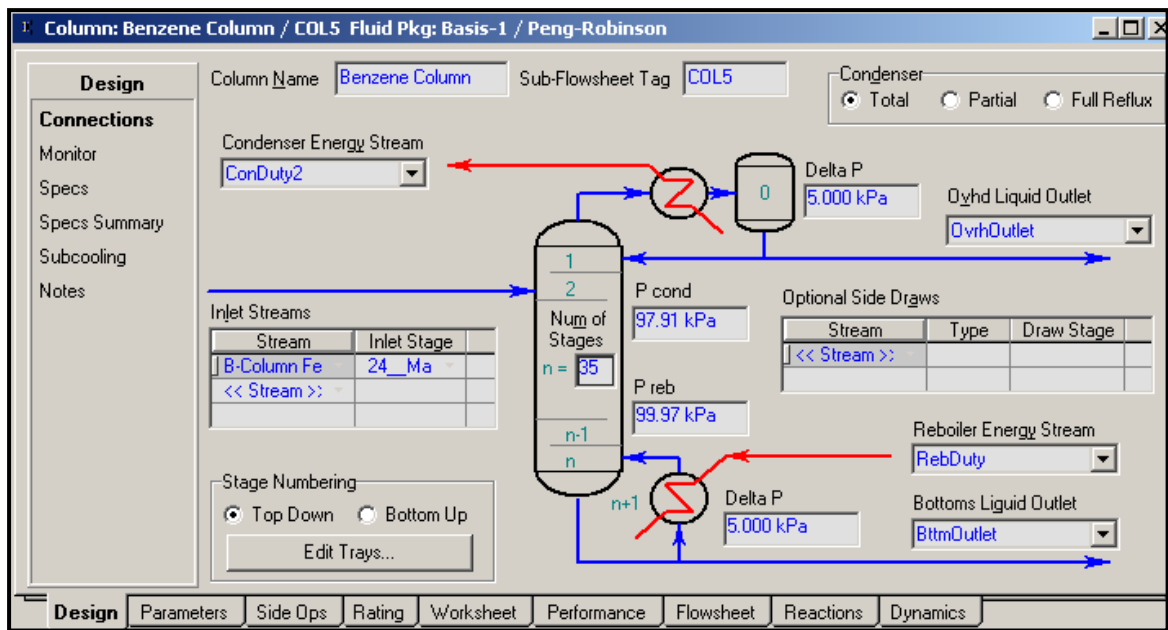 Column: Benzene Column / COL5 Fluid Pkg: Basis-1 / Peng-Robinson
Design
Connections
Monitor
Specs
Specs Summary
Subcooling
Notes
Column Name Benzene Column Sub-Flowsheet Tag COL5
Condenser
Total Partial Full Reflux
Condenser Energy Stream
ConDuty2
0
Delta P
5.000 kPa
Ovhd Liquid Outlet
OvrhOutlet
1
2
Num of
Stages
n = 35
n-1
n
n+1
P cond
97.91 kPa
P reb
99.97 kPa
Inlet Streams
Stream Inlet Stage
B-Column Fe 24__Ma
<< Stream >>
Optional Side Draws
Stream Type Draw Stage
<< Stream >>
Stage Numbering
Top Down Bottom Up
Edit Trays...
Delta P
5.000 kPa
Reboiler Energy Stream
RebDuty
Bottoms Liquid Outlet
BttmOutlet
Design Parameters Side Ops Rating Worksheet Performance Flowsheet Reactions Dynamics